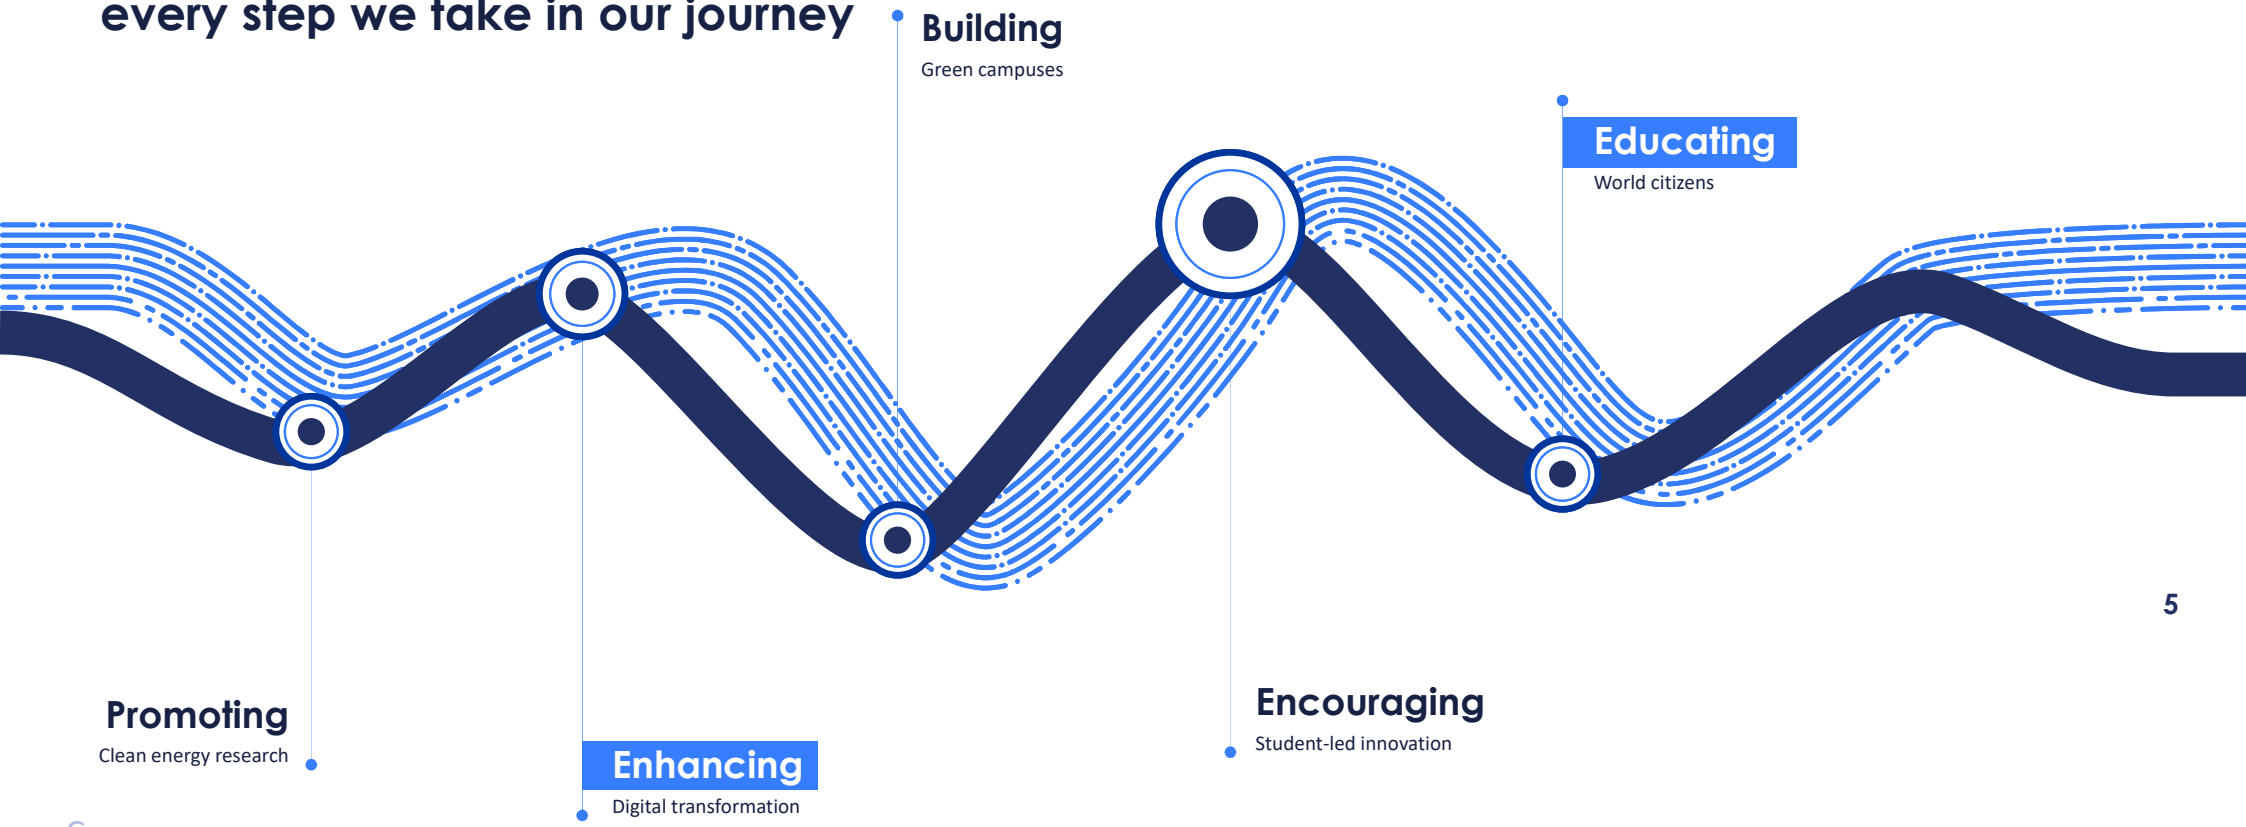 every step we take in our journey
Building
Green campuses
Educating
World citizens
5
Promoting
Clean energy research
Encouraging
Student-led innovation
Enhancing
Digital transformation